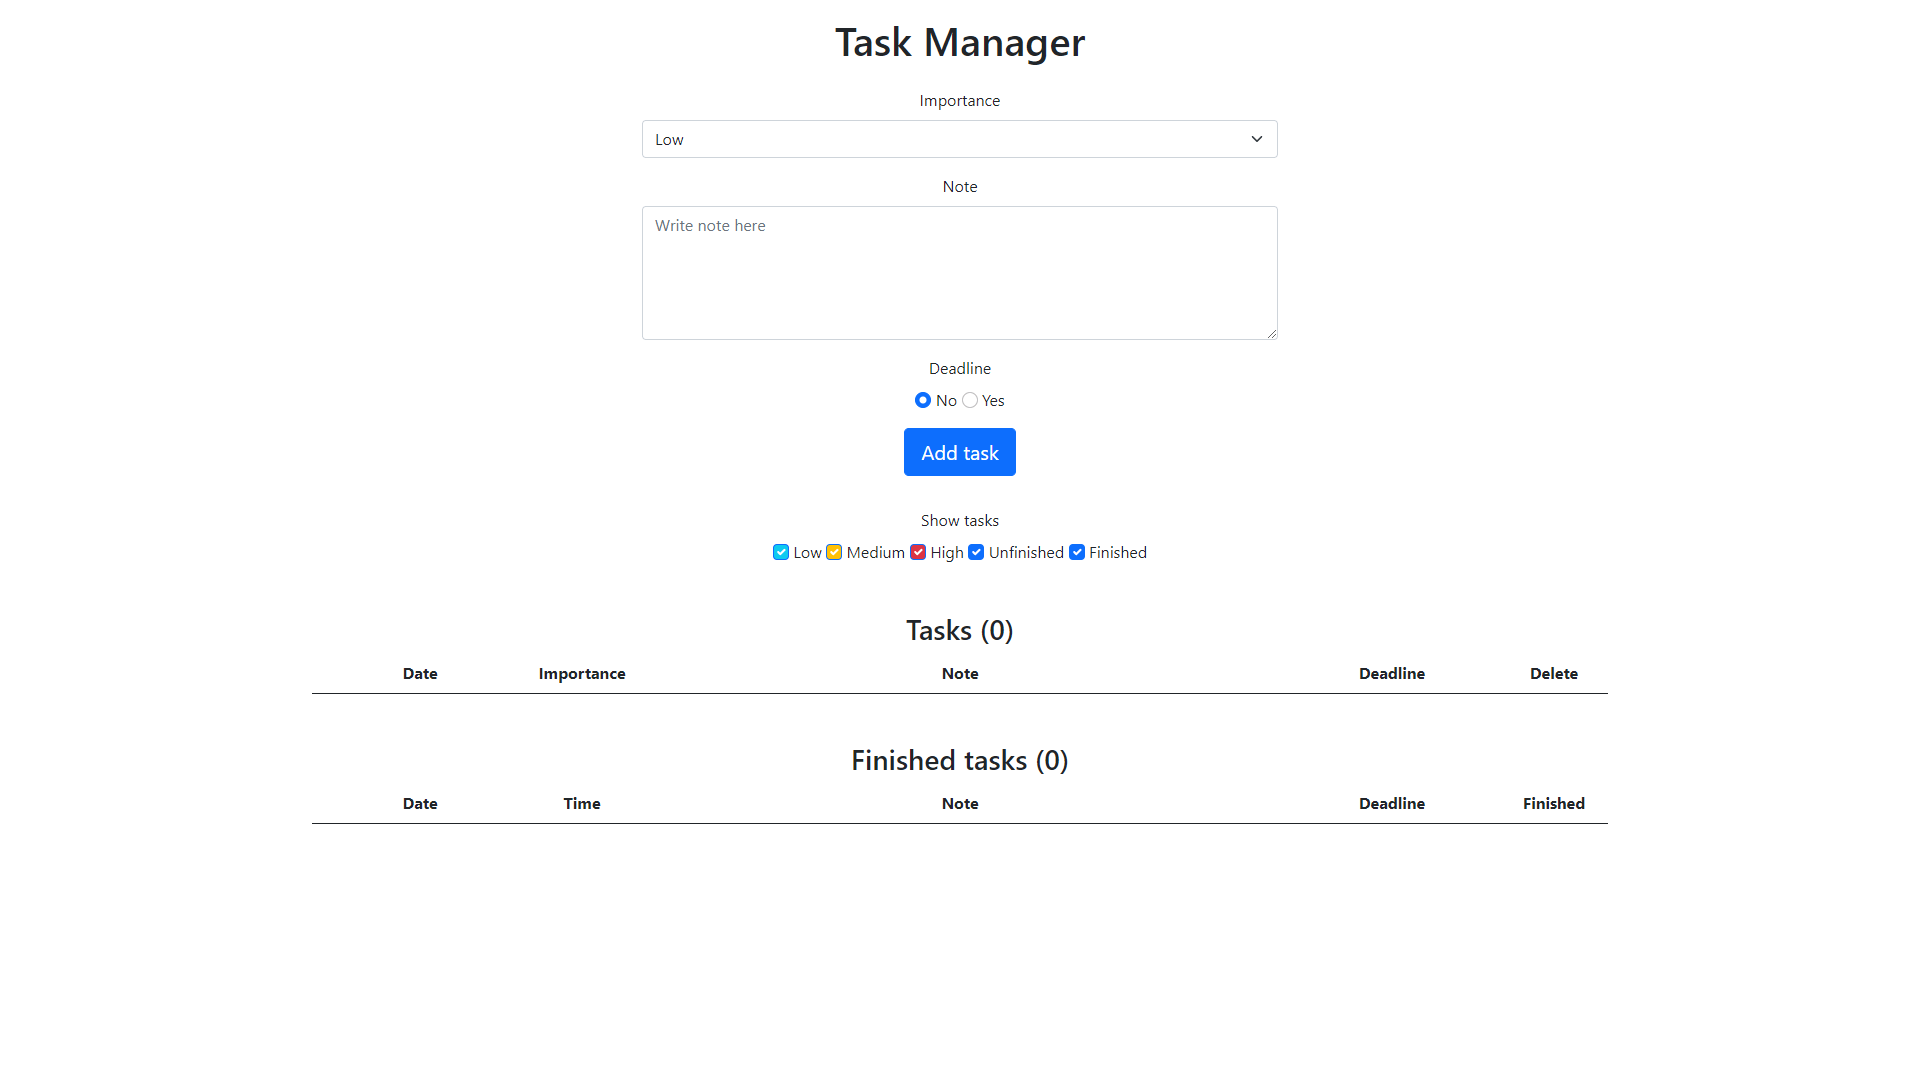 Task Manager
Importance
Low
Note
Write note here
Deadline
No Yes
Add task
Show tasks
Low Medium High Unfinished Finished
Tasks (0)
Date Importance Note Deadline Delete
Finished tasks (0)
Date Time Note Deadline Finished